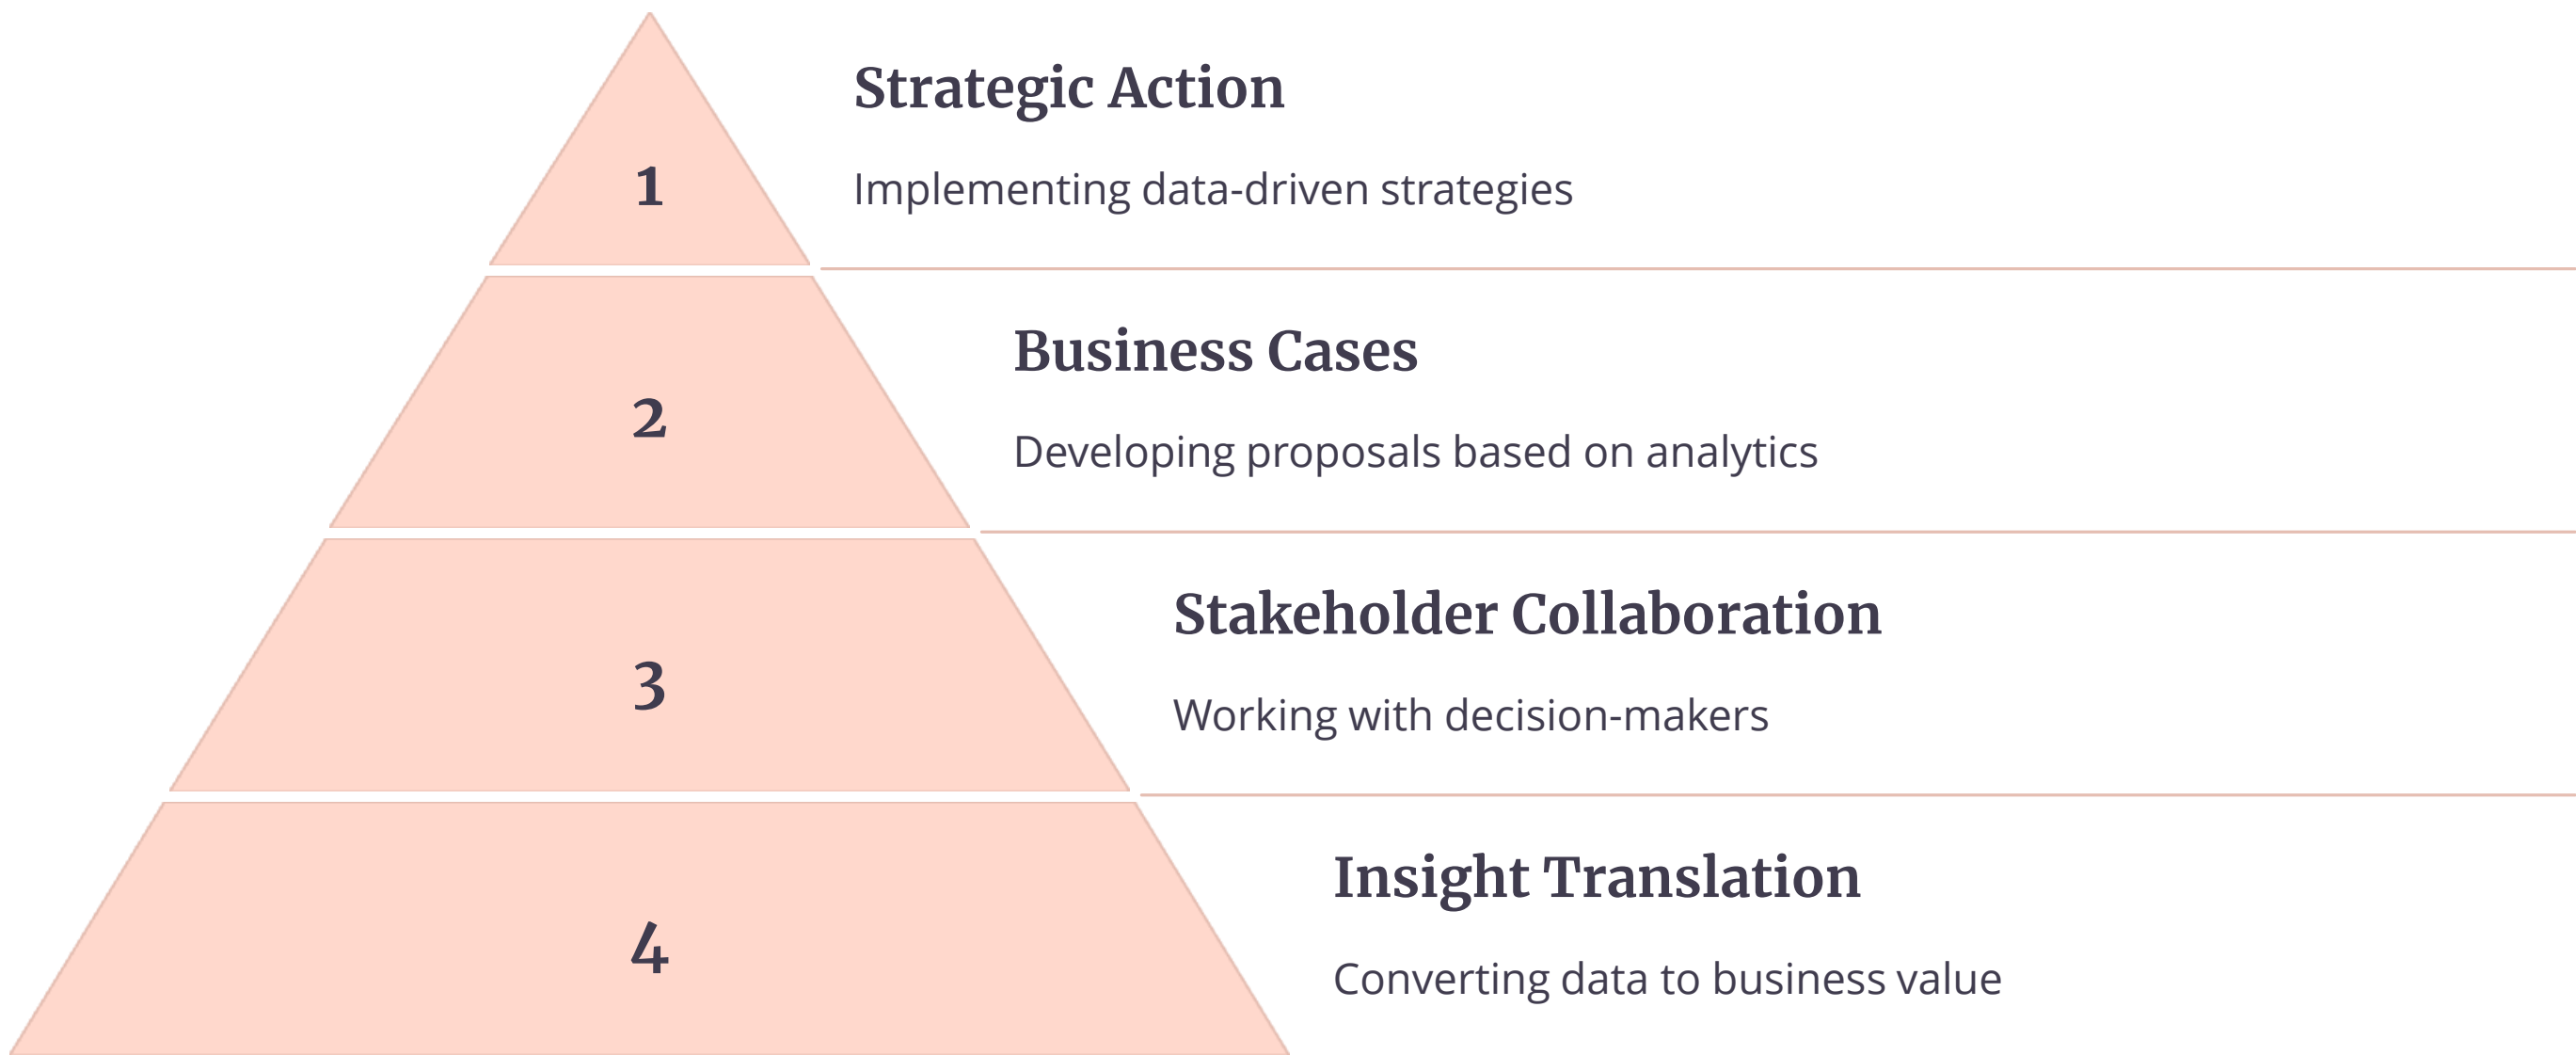 1
Strategic Action
Implementing data-driven strategies
2
Business Cases
Developing proposals based on analytics
3
Stakeholder Collaboration
Working with decision-makers
4
Insight Translation
Converting data to business value